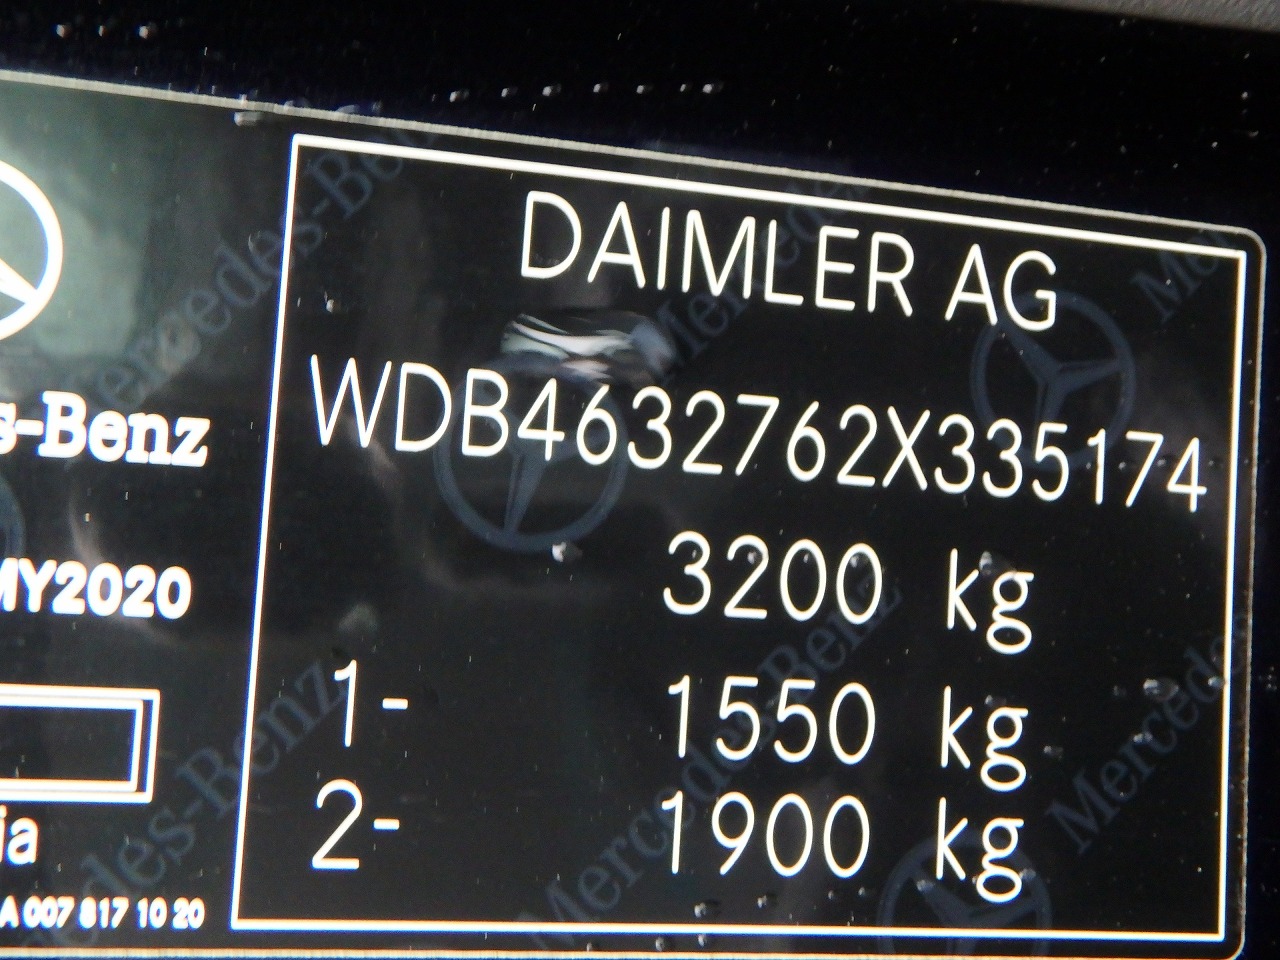 DAIMLER AG
WDB4632762X335174
3200 kg
1- 1550 kg
2- 1900 kg
s-Benz
MY2020
ia
A 007 817 10 20